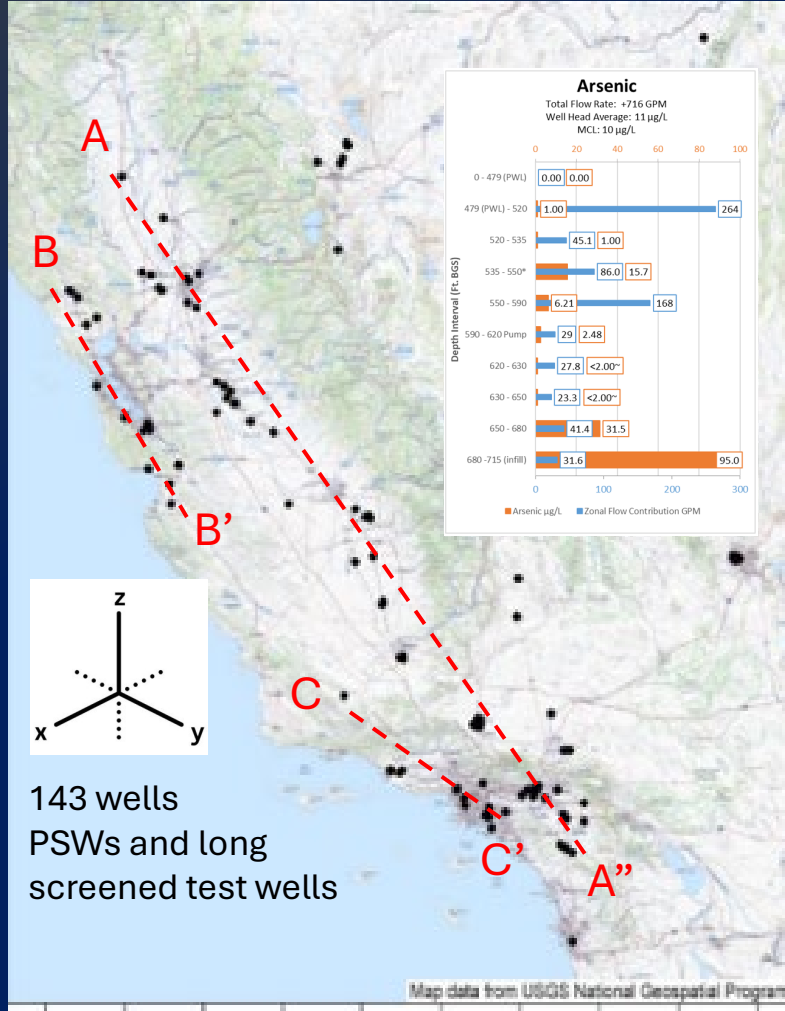 A
B
B’
C
C’
A”
Arsenic
Total Flow Rate: +716 GPM
Well Head Average: 11 µg/L
MCL: 10 µg/L
0 20 40 60 80 100
Depth Interval (Ft. BGS)
0 - 479 (PWL) 0.00 0.00
479 (PWL) - 520 1.00 264
520 - 535 45.1 1.00
535 - 550* 86.0 15.7
550 - 590 6.21 168
590 - 620 Pump 29 2.48
620 - 630 27.8 <2.00~
630 - 650 23.3 <2.00~
650 - 680 41.4 31.5
680 -715 (infill) 31.6 95.0
0 100 200 300
Arsenic µg/L Zonal Flow Contribution GPM
z
x y
143 wells
PSWs and long
screened test wells
Map data from USGS National Geospatial Program